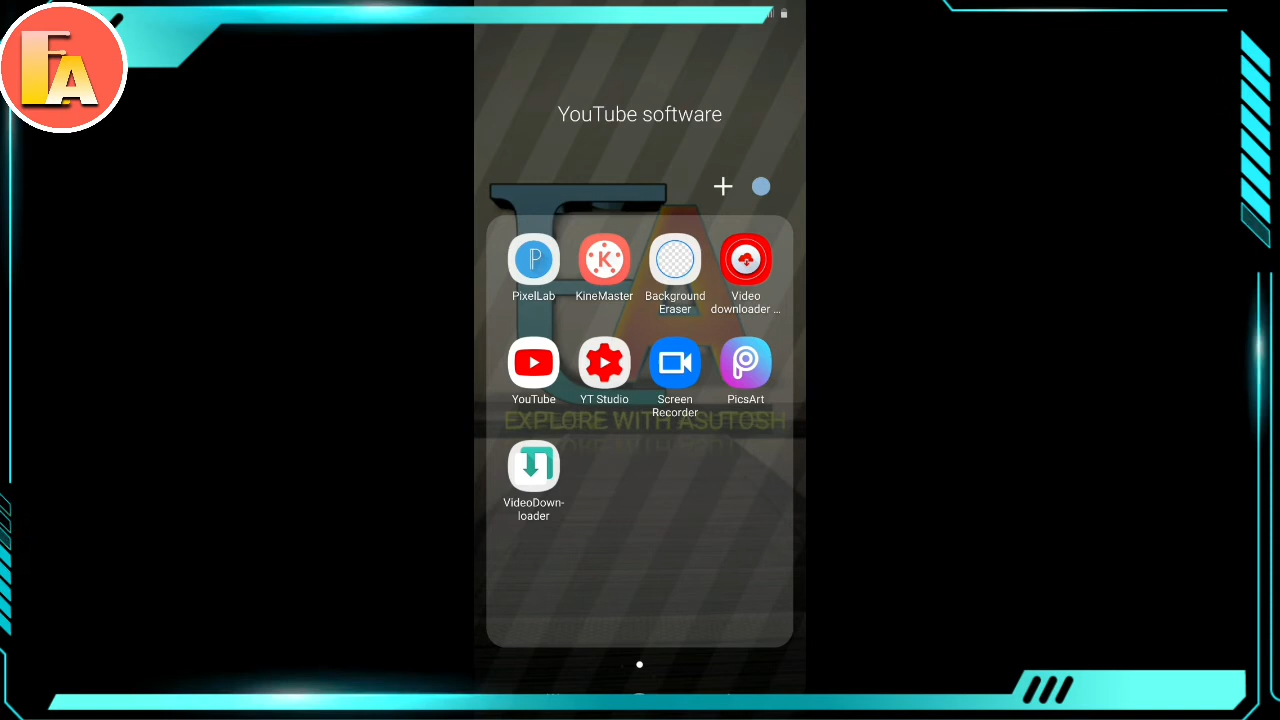 EA
YouTube software
PixelLab
KineMaster
Background
Eraser
Video
downloader ...
YouTube
YT Studio
Screen
Recorder
PicsArt
EXPLORE WITH ASUTOSH
VideoDown-
loader